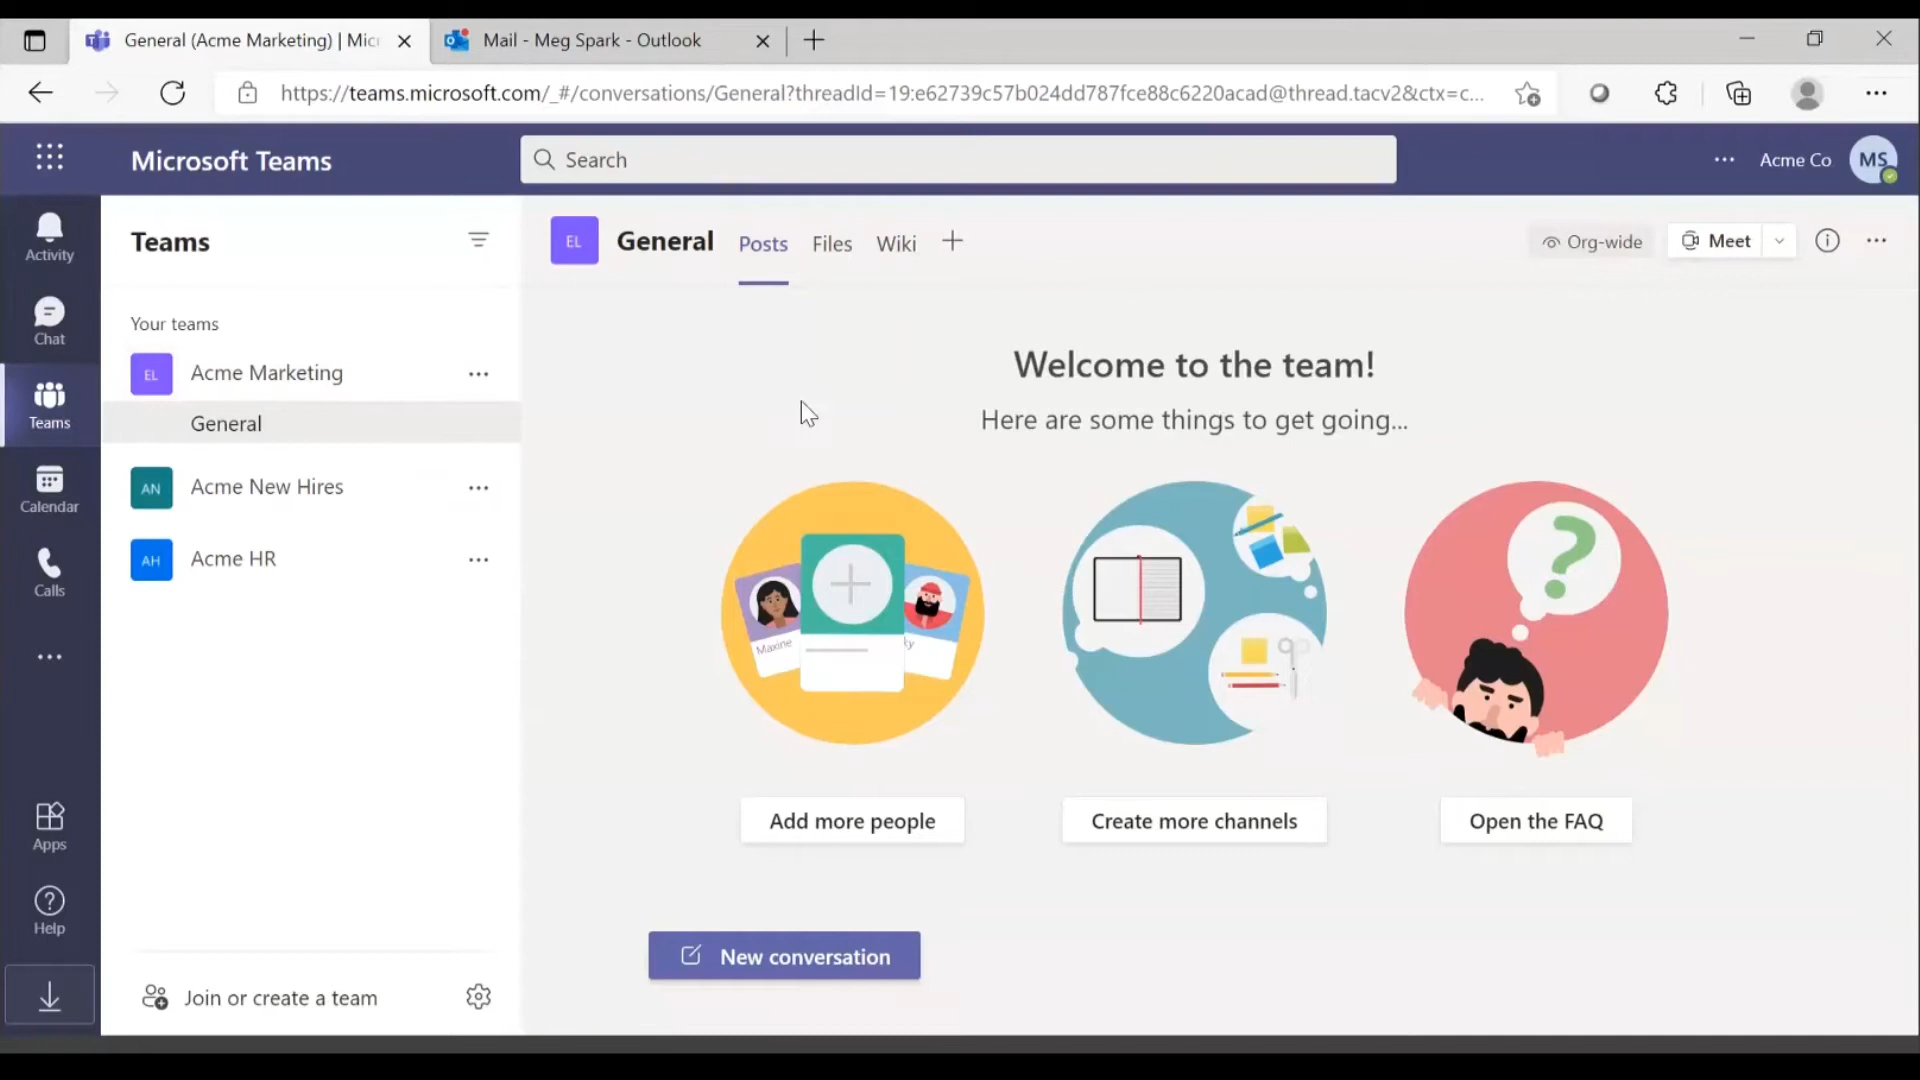 General (Acme Marketing) | Mic
Mail - Meg Spark - Outlook
https://teams.microsoft.com/_#/conversations/General?threadId=19:e62739c57b024dd787fce88c6220acad@thread.tacv2&ctx=c...
Microsoft Teams
Search
Acme Co
MS
Activity
Chat
Teams
Calendar
Calls
Apps
Help
Teams
Your teams
EL
Acme Marketing
General
AN
Acme New Hires
AH
Acme HR
Join or create a team
EL
General
Posts
Files
Wiki
Org-wide
Meet
Welcome to the team!
Here are some things to get going...
Maxine
ky
?
Add more people
Create more channels
Open the FAQ
New conversation